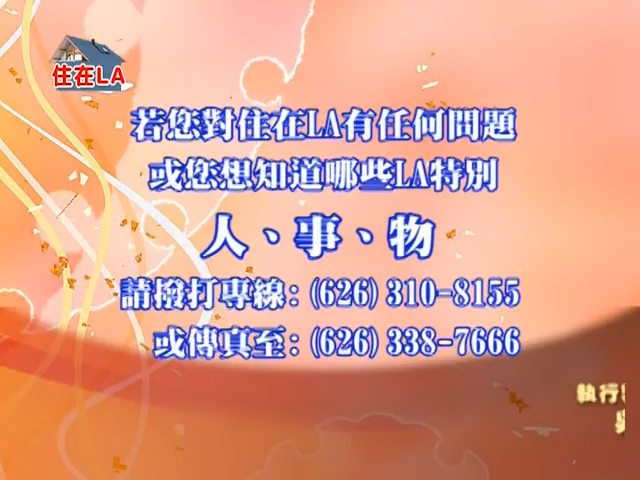 住在LA
若您對住在LA有任何問題
或您想知道哪些LA特別
人、事、物
請撥打專線：(626) 310-8155
或傳真至：(626) 338-7666
執行